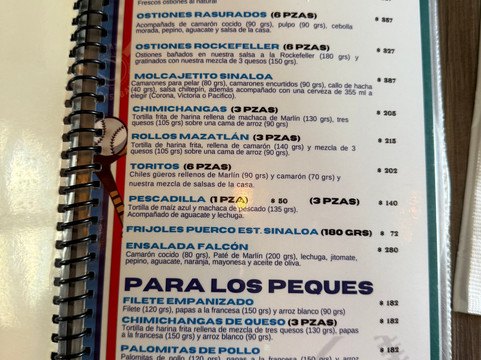 Frescos ostiones al natural
OSTIONES RASURADOS (6 PZAS) $ 387
Acompañads de camarón cocido (90 grs), pulpo (90 grs), cebolla
morada, pepino, aguacate y salsa de la casa.
OSTIONES ROCKEFELLER (6 PZAS) $ 327
Ostiones bañados en nuestra salsa a la Rockefeller (180 grs) y
gratinados con nuestra mezcla de 3 quesos (150 grs).
MOLCAJETITO SINALOA $ 387
Camarones para pelar (80 grs), camarones encurtidos (90 grs), callo de hacha
(40 grs), salsa chiltepín, además acompañado con una cerveza de 355 ml a
elegir (Corona, Victoria o Pacífico).
CHIMICHANGAS (3 PZAS) $ 205
Tortilla frita de harina rellena de machaca de Marlín (130 grs), tres
quesos (105 grs) sobre una cama de arroz (90 grs)
ROLLOS MAZATLÁN (3 PZAS) $ 215
Tortilla de harina frita, rellena de camarón (140 grs) y mezcla de 3
quesos (105 grs) sobre una cama de arroz (90 grs).
TORITOS (6 PZAS) $ 202
Chiles güeros rellenos de Marlín (90 grs) y camarón (70 grs) y
nuestra mezcla de salsas de la casa.
PESCADILLA (1 PZA) $ 50 (3 PZAS) $ 140
Tortilla de maíz azul y machaca de pescado (135 grs).
Acompañado de aguacate y lechuga.
FRIJOLES PUERCO EST. SINALOA (180 GRS) $ 72
ENSALADA FALCÓN $ 280
Camarón cocido (80 grs), Paté de Marlín (200 grs), lechuga, jitomate,
pepino, aguacate, naranja, mayonesa y aceite de oliva.
PARA LOS PEQUES
FILETE EMPANIZADO $ 182
Filete (120 grs), papas a la francesa (150 grs) y arroz blanco (90 grs)
CHIMICHANGAS DE QUESO (3 PZAS) $ 182
Tortilla de harina frita rellena de mezcla de tres quesos (130 grs), papas
a la francesa (150 grs) y arroz blanco (90 grs)
PALOMITAS DE POLLO $ 182
Palomitas de pollo (120 grs), papas a la francesa (150 grs) y arroz